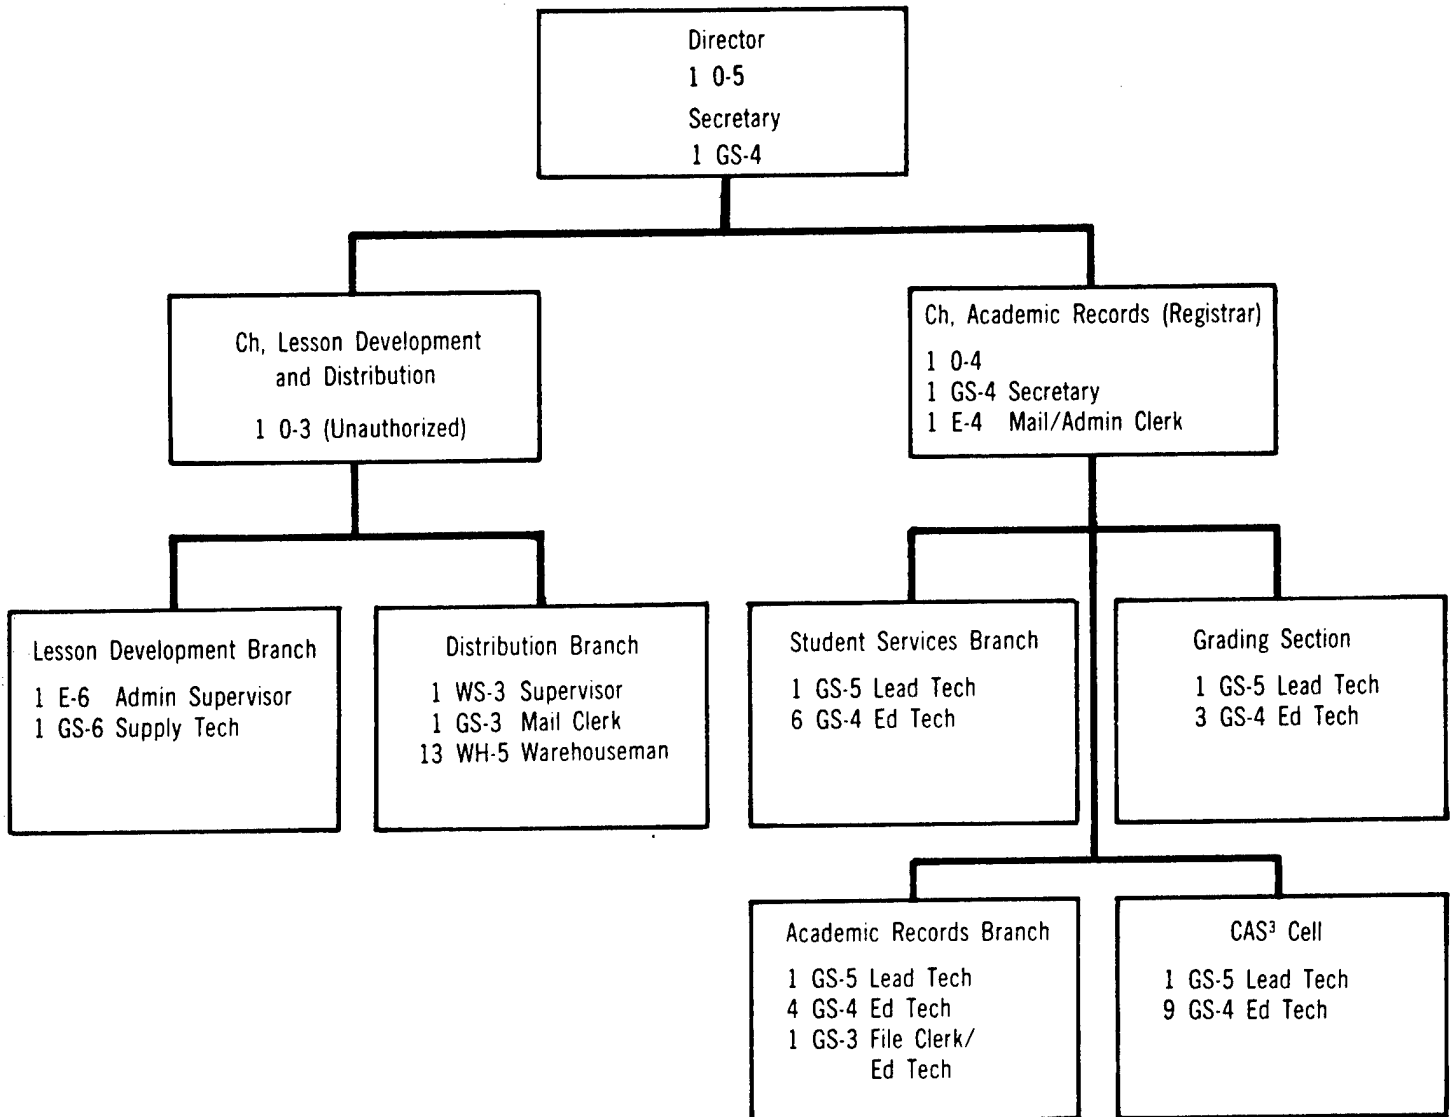 Director
1 O-5
Secretary
1 GS-4
Ch, Lesson Development
and Distribution
1 O-3 (Unauthorized)
Ch, Academic Records (Registrar)
1 O-4
1 GS-4 Secretary
1 E-4 Mail/Admin Clerk
Lesson Development Branch
1 E-6 Admin Supervisor
1 GS-6 Supply Tech
Distribution Branch
1 WS-3 Supervisor
1 GS-3 Mail Clerk
13 WH-5 Warehouseman
Student Services Branch
1 GS-5 Lead Tech
6 GS-4 Ed Tech
Grading Section
1 GS-5 Lead Tech
3 GS-4 Ed Tech
Academic Records Branch
1 GS-5 Lead Tech
4 GS-4 Ed Tech
1 GS-3 File Clerk/
Ed Tech
CAS³ Cell
1 GS-5 Lead Tech
9 GS-4 Ed Tech